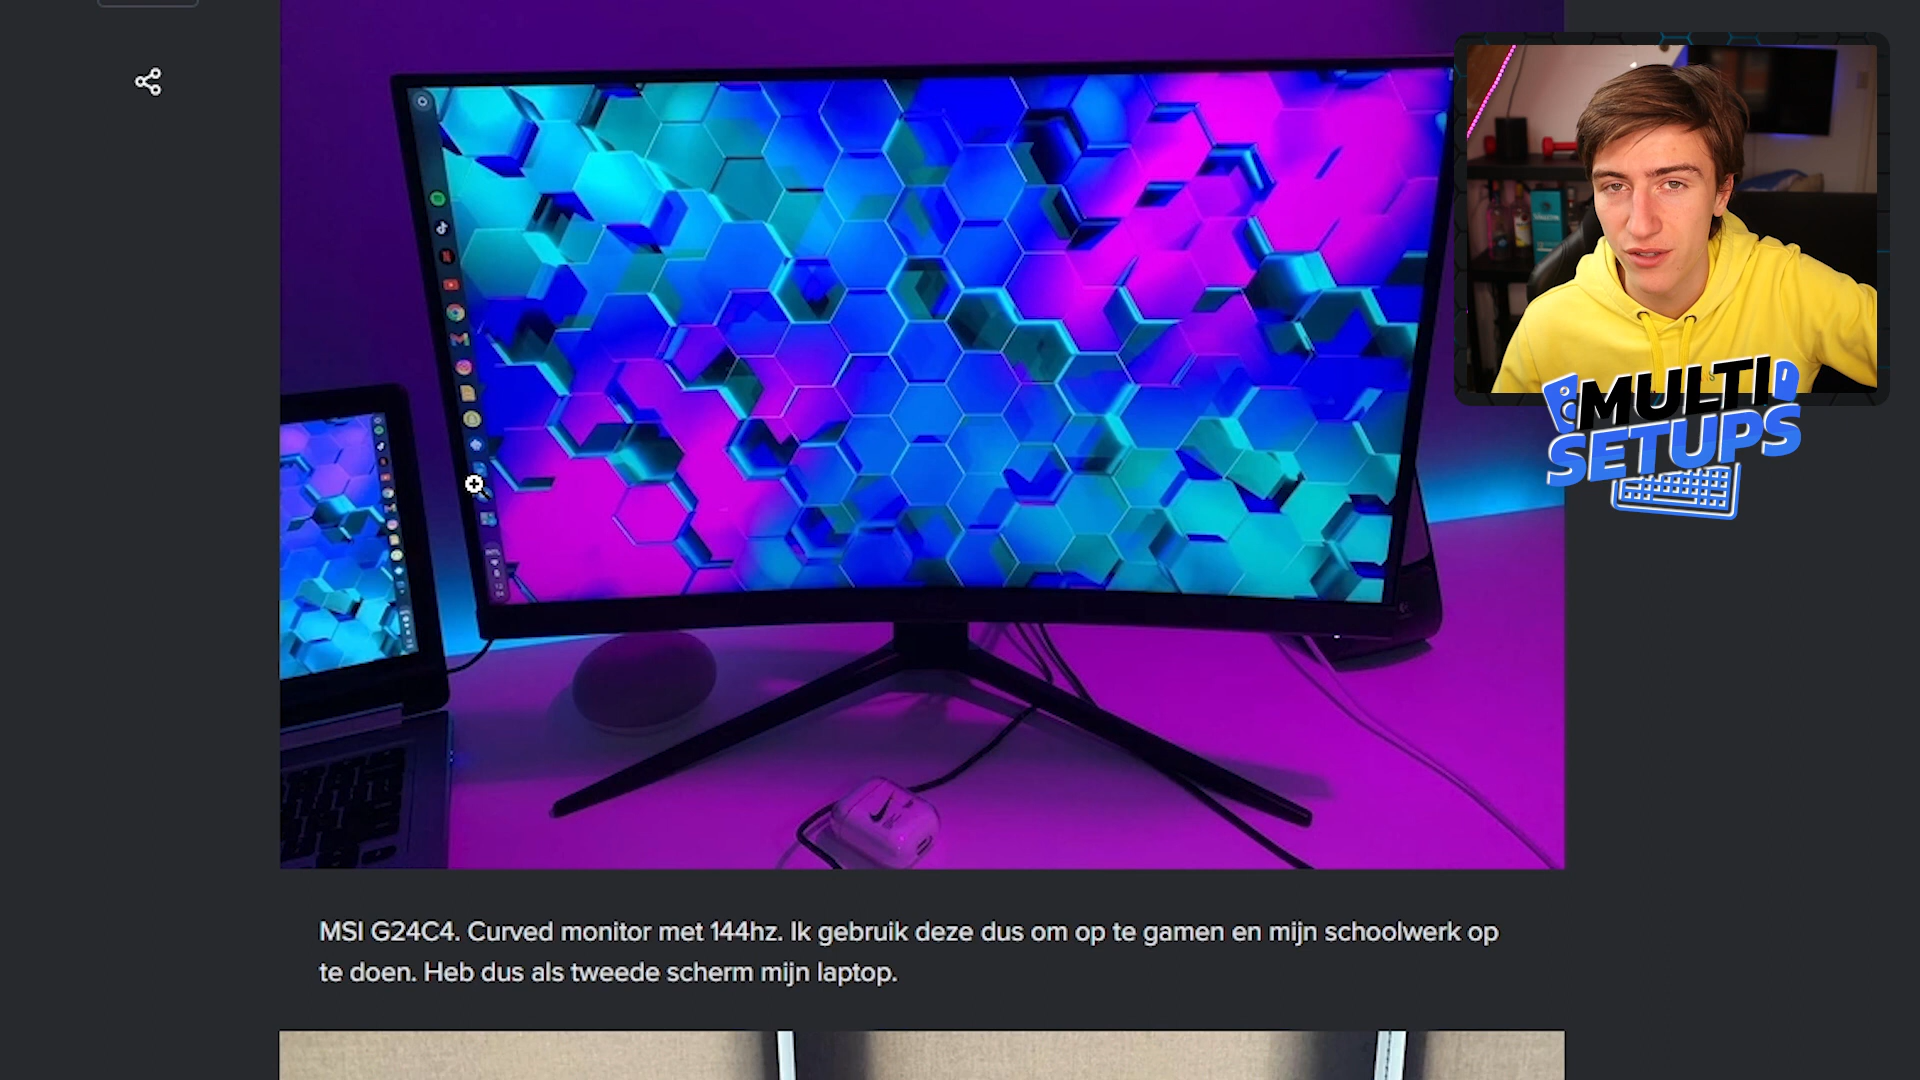 MULTI
SETUPS
MSI G24C4. Curved monitor met 144hz. Ik gebruik deze dus om op te gamen en mijn schoolwerk op
te doen. Heb dus als tweede scherm mijn laptop.